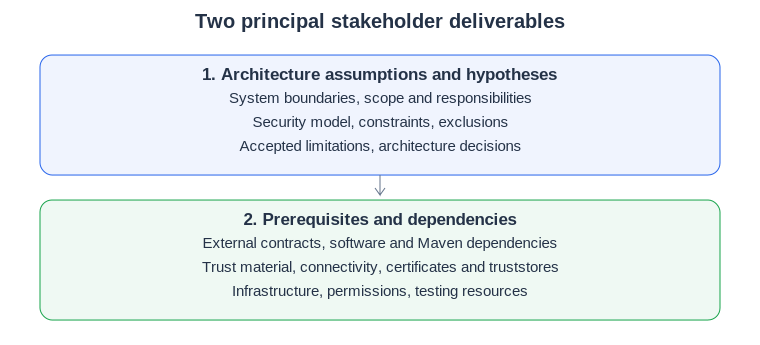 Two principal stakeholder deliverables
1. Architecture assumptions and hypotheses
System boundaries, scope and responsibilities
Security model, constraints, exclusions
Accepted limitations, architecture decisions
2. Prerequisites and dependencies
External contracts, software and Maven dependencies
Trust material, connectivity, certificates and truststores
Infrastructure, permissions, testing resources